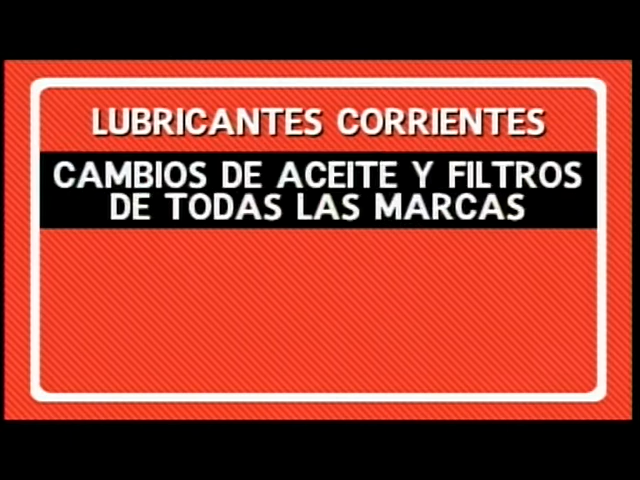 LUBRICANTES CORRIENTES
CAMBIOS DE ACEITE Y FILTROS
DE TODAS LAS MARCAS